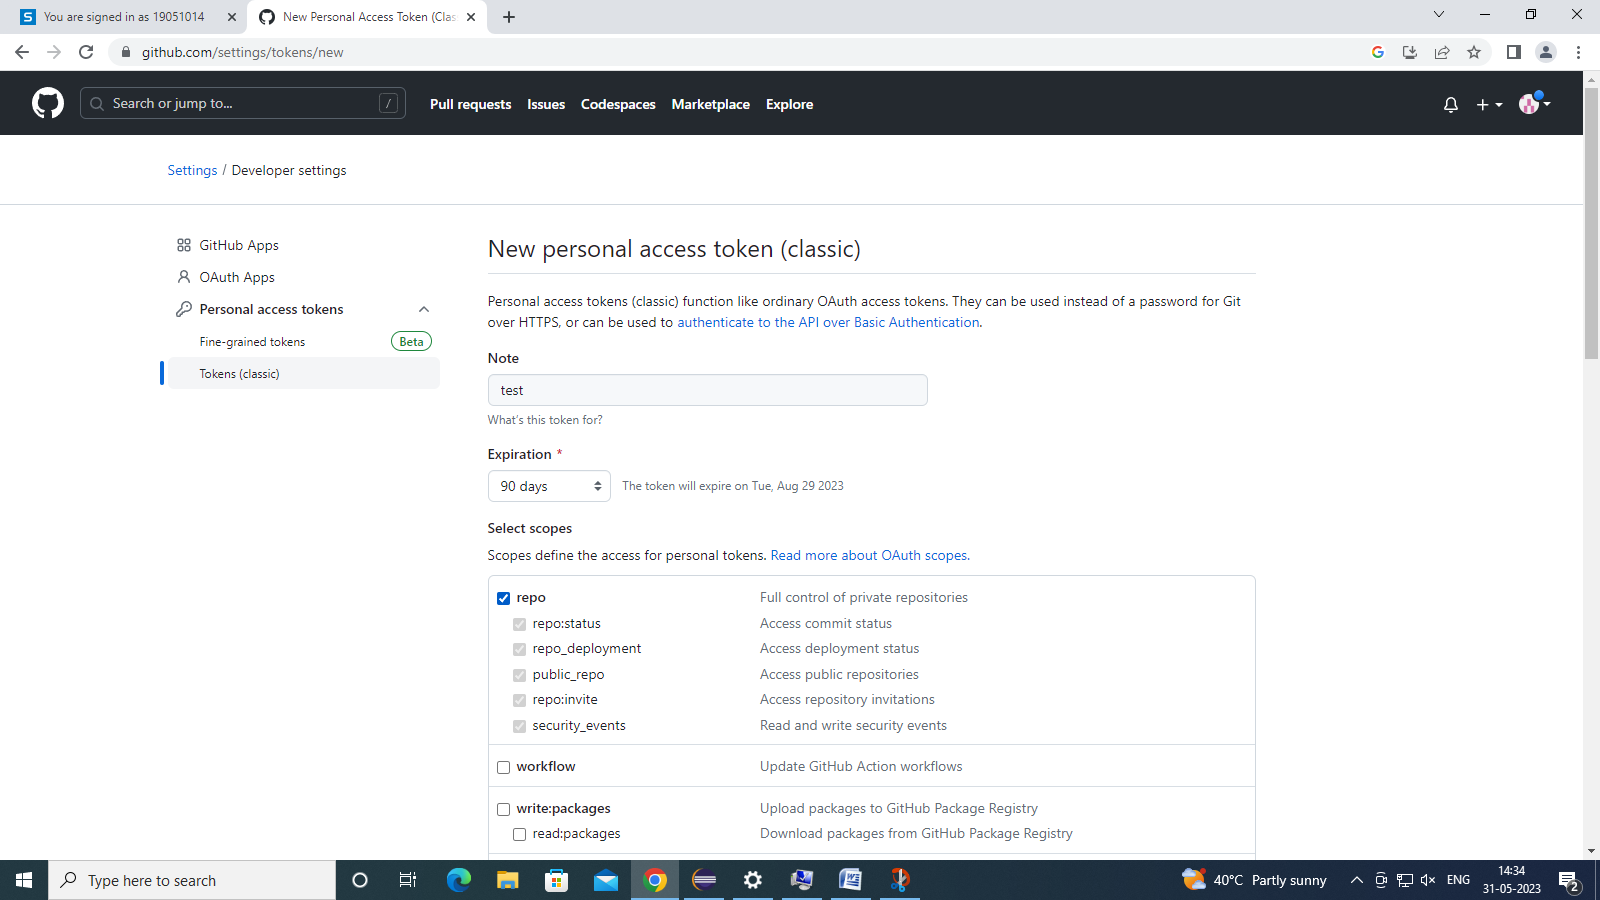 You are signed in as 19051014
New Personal Access Token (Clas
github.com/settings/tokens/new
Search or jump to...
/
Pull requests
Issues
Codespaces
Marketplace
Explore
Settings / Developer settings
GitHub Apps
OAuth Apps
Personal access tokens
Fine-grained tokens
Beta
Tokens (classic)
New personal access token (classic)
Personal access tokens (classic) function like ordinary OAuth access tokens. They can be used instead of a password for Git
over HTTPS, or can be used to authenticate to the API over Basic Authentication.
Note
test
What's this token for?
Expiration *
90 days
The token will expire on Tue, Aug 29 2023
Select scopes
Scopes define the access for personal tokens. Read more about OAuth scopes.
repo Full control of private repositories
repo:status Access commit status
repo_deployment Access deployment status
public_repo Access public repositories
repo:invite Access repository invitations
security_events Read and write security events
workflow Update GitHub Action workflows
write:packages Upload packages to GitHub Package Registry
read:packages Download packages from GitHub Package Registry
Type here to search
40°C Partly sunny
ENG
14:34
31-05-2023
2